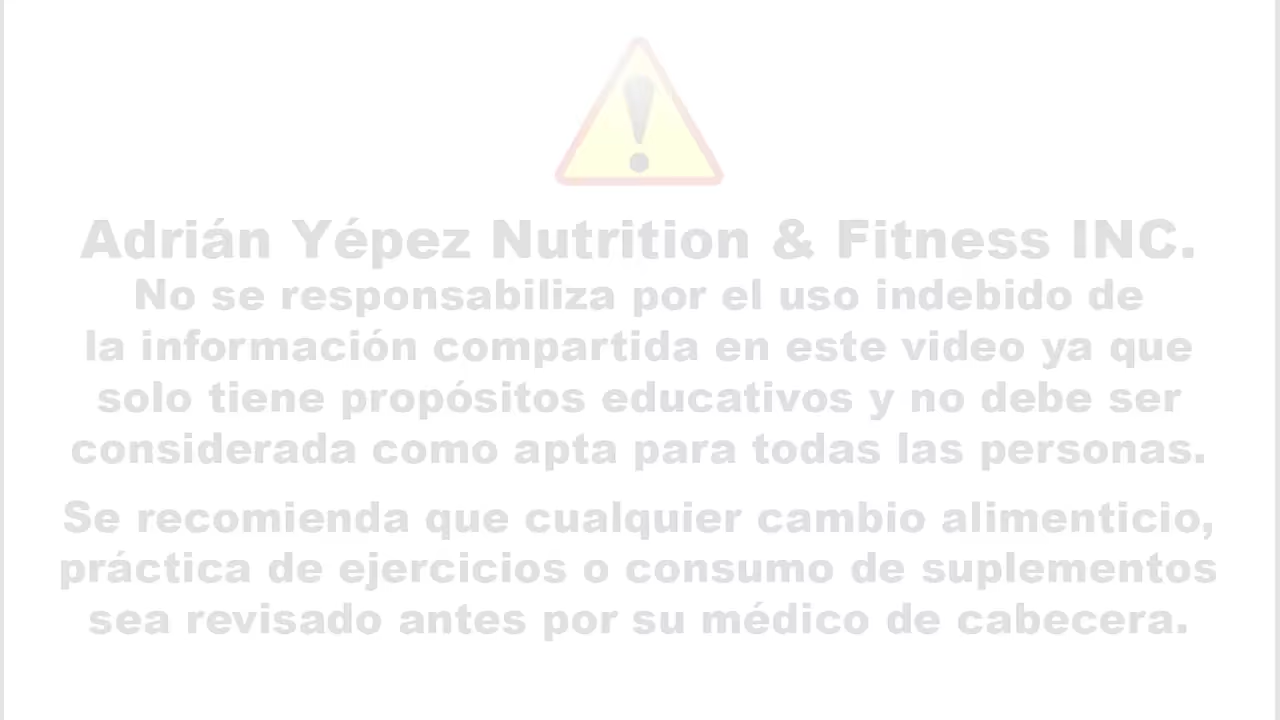 Adrián Yépez Nutrition & Fitness INC.
No se responsabiliza por el uso indebido de
la información compartida en este video ya que
solo tiene propósitos educativos y no debe ser
considerada como apta para todas las personas.
Se recomienda que cualquier cambio alimenticio,
práctica de ejercicios o consumo de suplementos
sea revisado antes por su médico de cabecera.